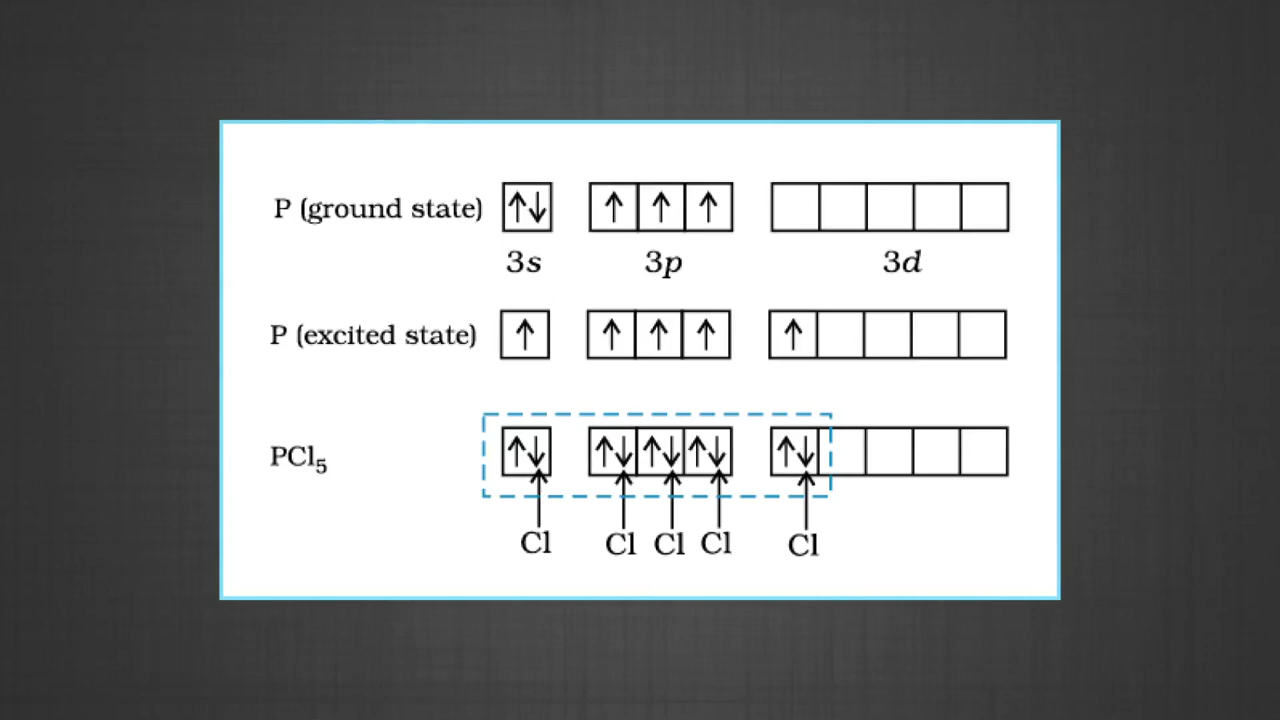 P (ground state)
3s 3p 3d
P (excited state)
PCl₅
Cl Cl Cl Cl Cl